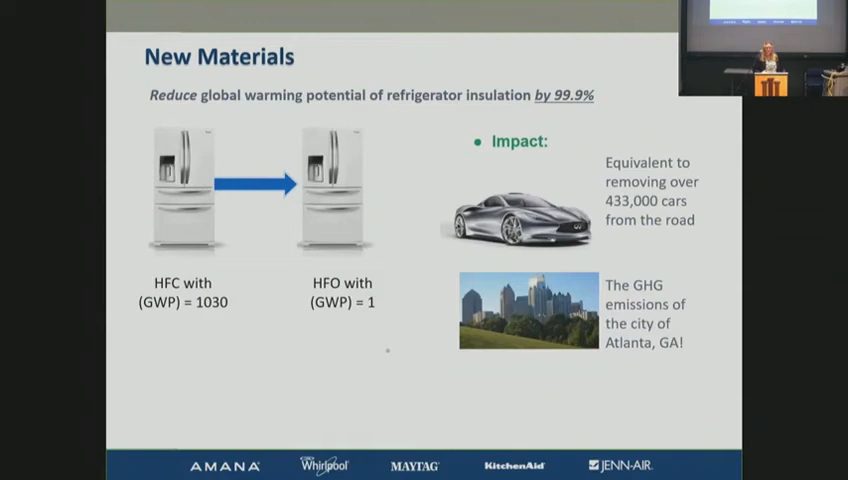 New Materials
Reduce global warming potential of refrigerator insulation by 99.9%
• Impact:
Equivalent to
removing over
433,000 cars
from the road
HFC with
(GWP) = 1030
HFO with
(GWP) = 1
The GHG
emissions of
the city of
Atlanta, GA!
AMANA Whirlpool MAYTAG KitchenAid JENN-AIR